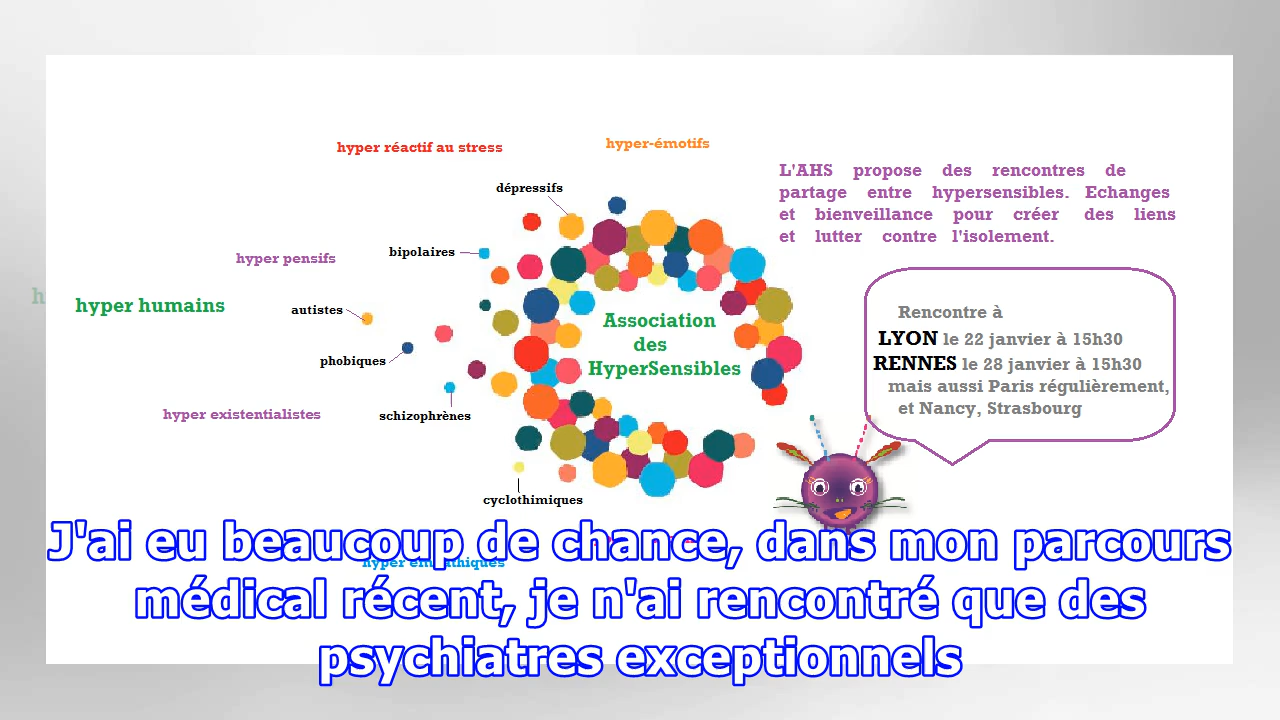 hyper réactif au stress
hyper-émotifs
L'AHS propose des rencontres de
partage entre hypersensibles. Echanges
et bienveillance pour créer des liens
et lutter contre l'isolement.
dépressifs
bipolaires
hyper pensifs
hyper humains
autistes
phobiques
hyper existentialistes
schizophrènes
cyclothimiques
Association
des
HyperSensibles
Rencontre à
LYON le 22 janvier à 15h30
RENNES le 28 janvier à 15h30
mais aussi Paris régulièrement,
et Nancy, Strasbourg
J'ai eu beaucoup de chance, dans mon parcours
médical récent, je n'ai rencontré que des
psychiatres exceptionnels